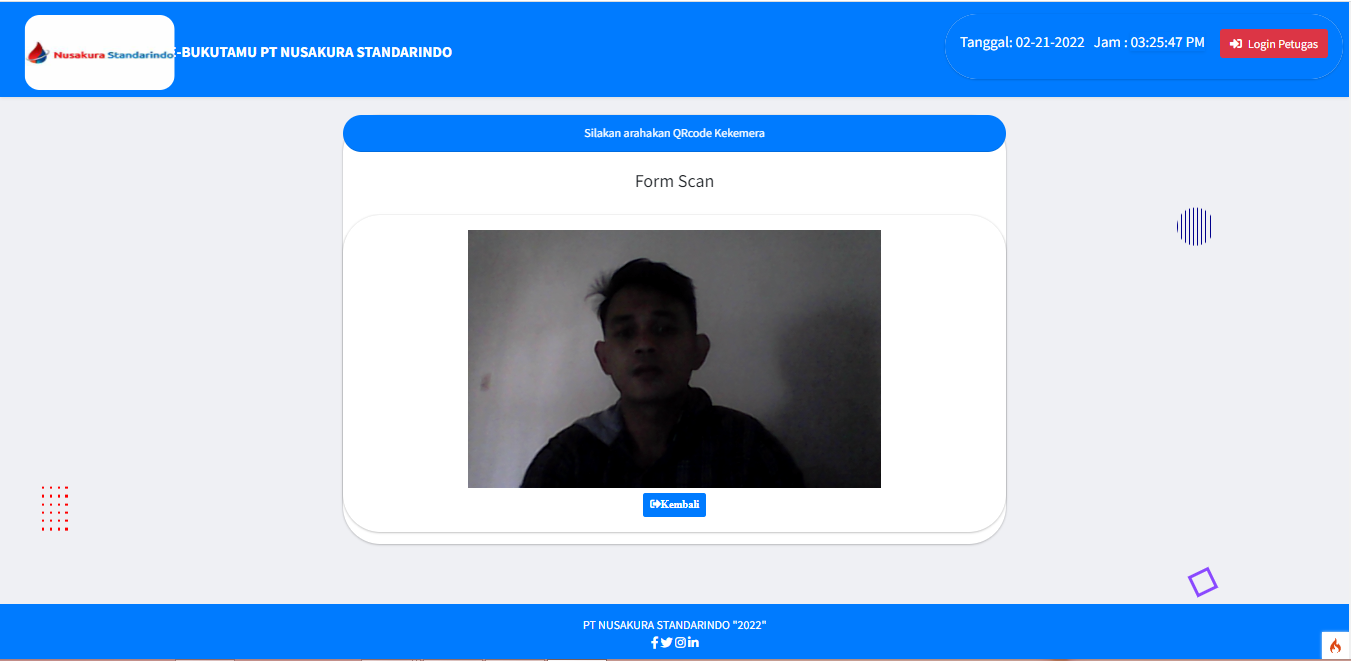 Nusakura Standarindo
E-BUKUTAMU PT NUSAKURA STANDARINDO
Tanggal: 02-21-2022 Jam : 03:25:47 PM
Login Petugas
Silakan arahakan QRcode Kekemera
Form Scan
Kembali
PT NUSAKURA STANDARINDO "2022"